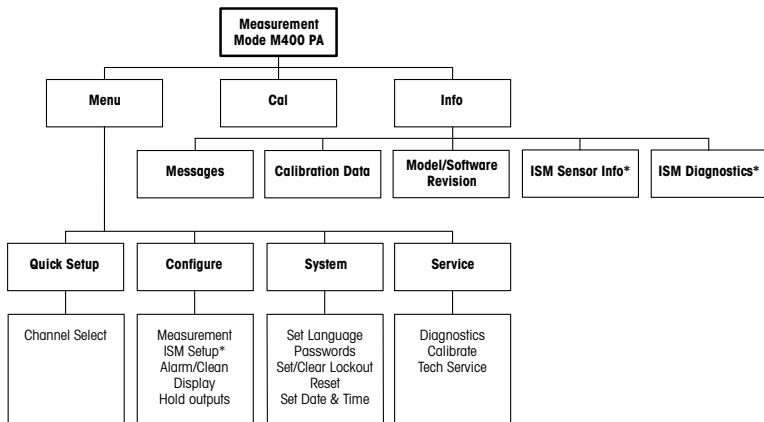 Measurement
Mode M400 PA
Menu
Cal
Info
Messages
Calibration Data
Model/Software
Revision
ISM Sensor Info*
ISM Diagnostics*
Quick Setup
Configure
System
Service
Channel Select
Measurement
ISM Setup*
Alarm/Clean
Display
Hold outputs
Set Language
Passwords
Set/Clear Lockout
Reset
Set Date & Time
Diagnostics
Calibrate
Tech Service